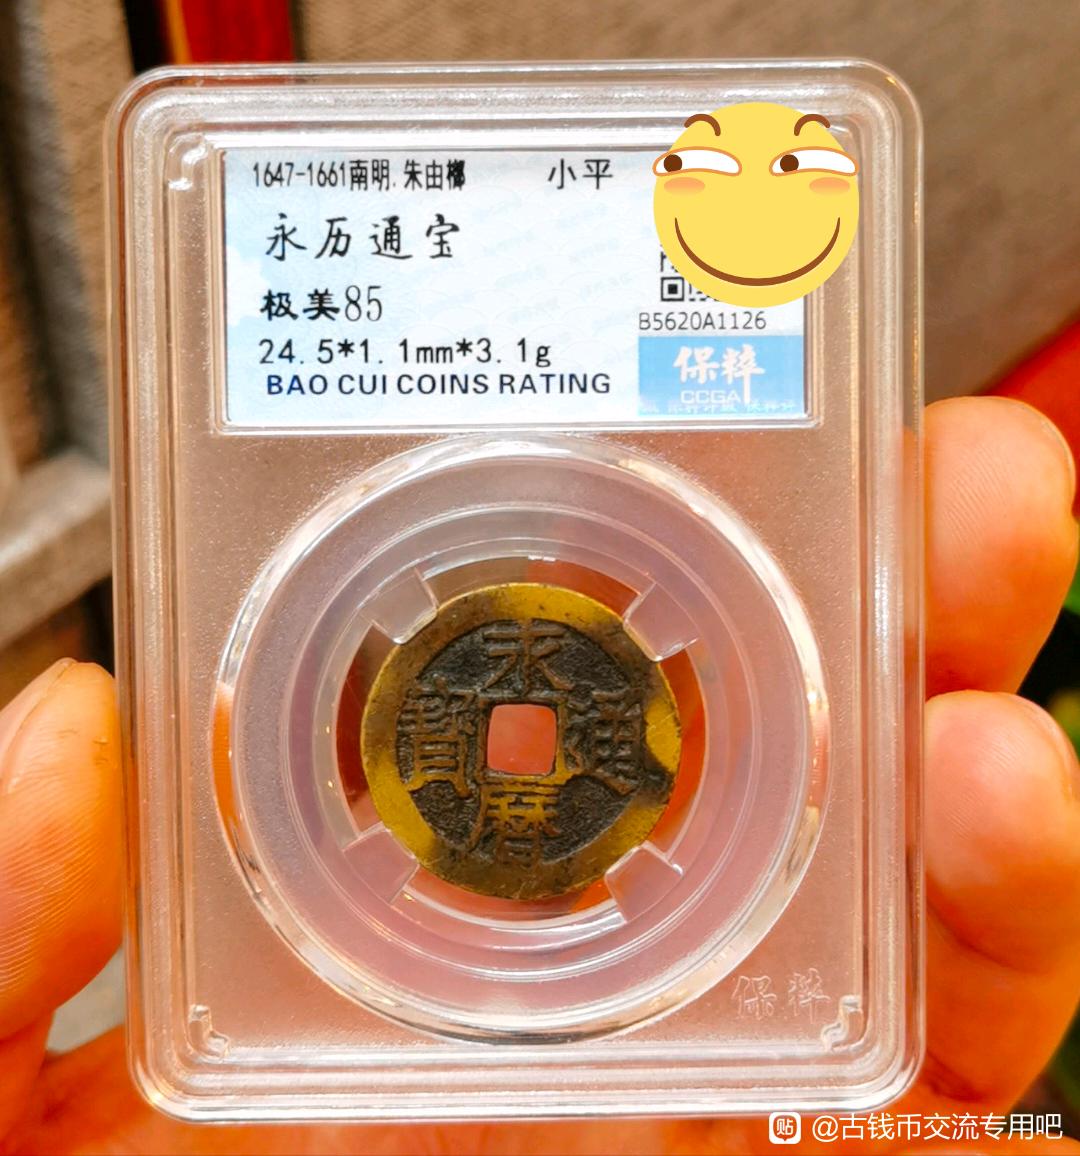 1647-1661南明.朱由榔 小平
永历通宝
极美85
24.5*1.1mm*3.1g
BAO CUI COINS RATING
B5620A1126
保粹
CCGA
永
寶 通
曆
保粹
贴 @古钱币交流专用吧